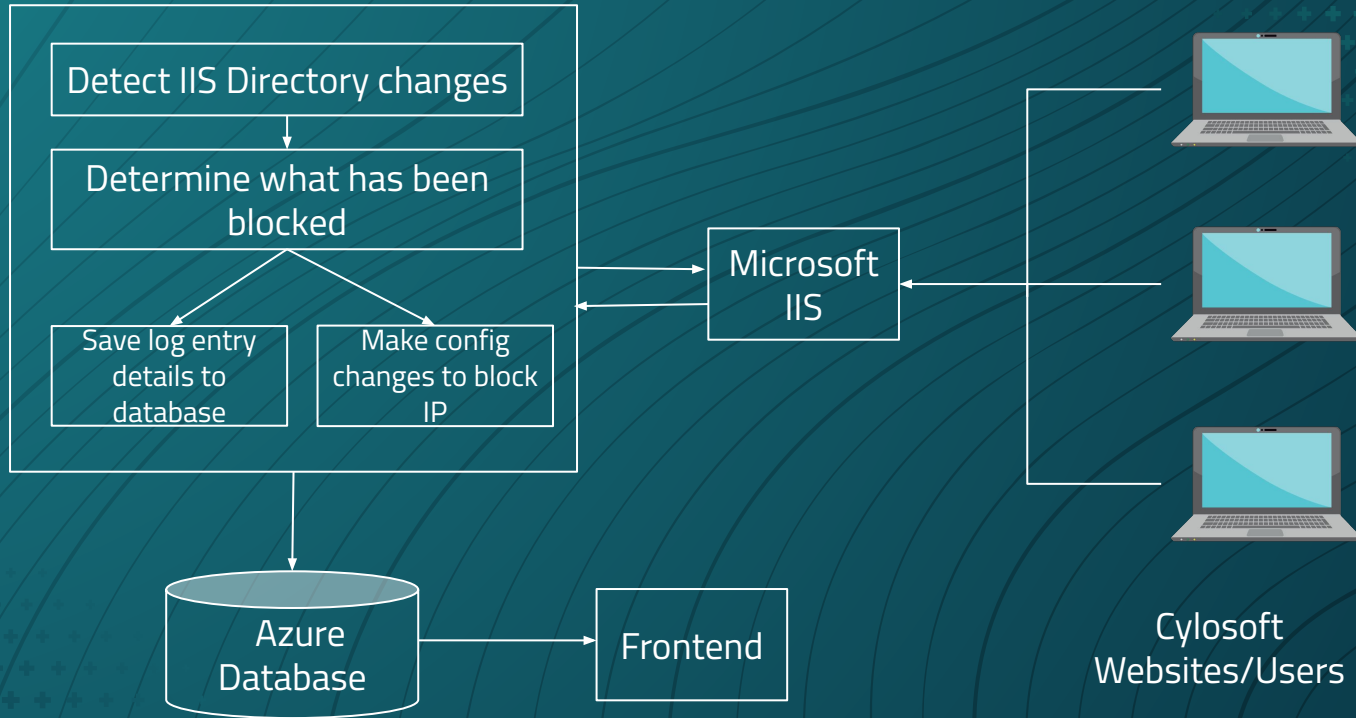 Detect IIS Directory changes
Determine what has been
blocked
Save log entry
details to
database
Make config
changes to block
IP
Microsoft
IIS
Azure
Database
Frontend
Cylosoft
Websites/Users